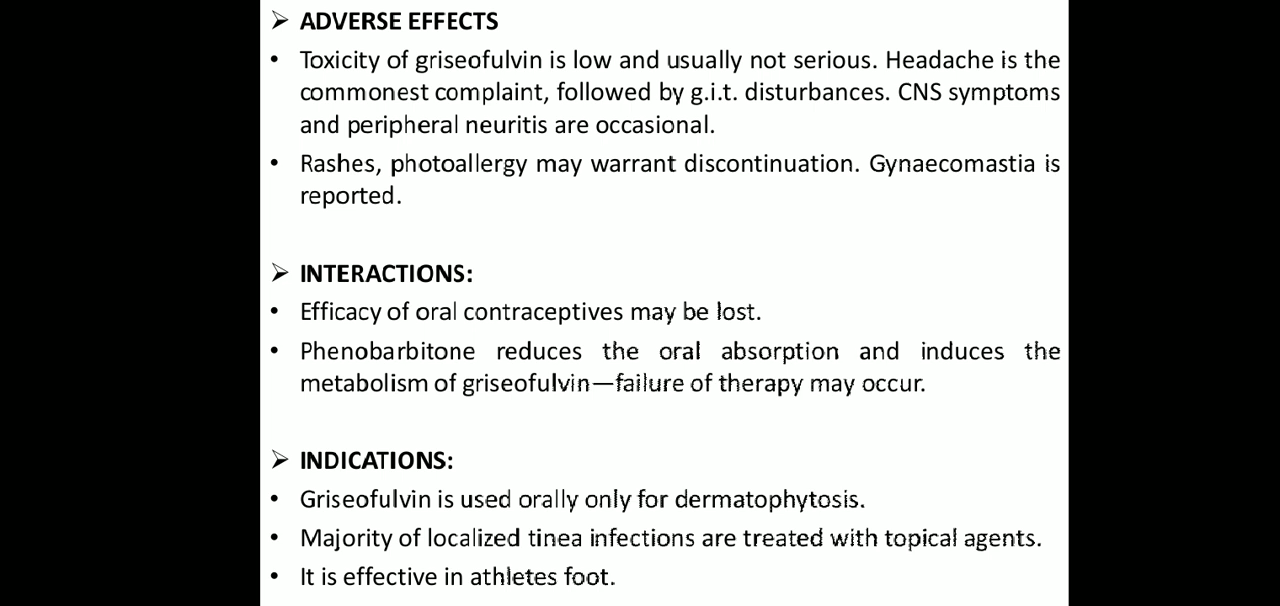 ➢ ADVERSE EFFECTS
• Toxicity of griseofulvin is low and usually not serious. Headache is the
commonest complaint, followed by g.i.t. disturbances. CNS symptoms
and peripheral neuritis are occasional.
• Rashes, photoallergy may warrant discontinuation. Gynaecomastia is
reported.
➢ INTERACTIONS:
• Efficacy of oral contraceptives may be lost.
• Phenobarbitone reduces the oral absorption and induces the
metabolism of griseofulvin—failure of therapy may occur.
➢ INDICATIONS:
• Griseofulvin is used orally only for dermatophytosis.
• Majority of localized tinea infections are treated with topical agents.
• It is effective in athletes foot.